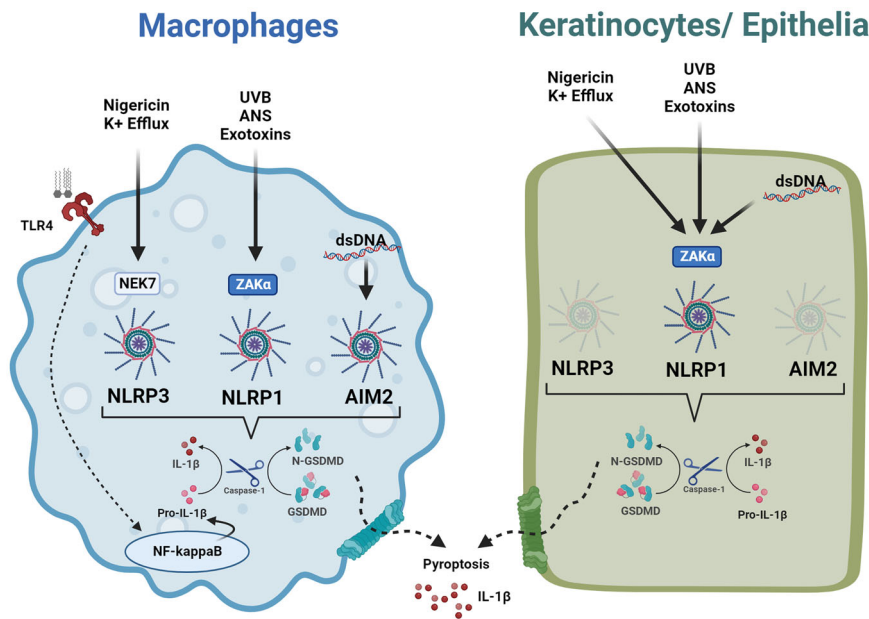 Macrophages
Keratinocytes/ Epithelia
Nigericin
K+ Efflux
UVB
ANS
Exotoxins
TLR4
dsDNA
NEK7
ZAKα
NLRP3
NLRP1
AIM2
IL-1β
N-GSDMD
Caspase-1
Pro-IL-1β
GSDMD
NF-kappaB
Nigericin
K+ Efflux
UVB
ANS
Exotoxins
dsDNA
ZAKα
NLRP3
NLRP1
AIM2
N-GSDMD
IL-1β
Caspase-1
GSDMD
Pro-IL-1β
Pyroptosis
IL-1β